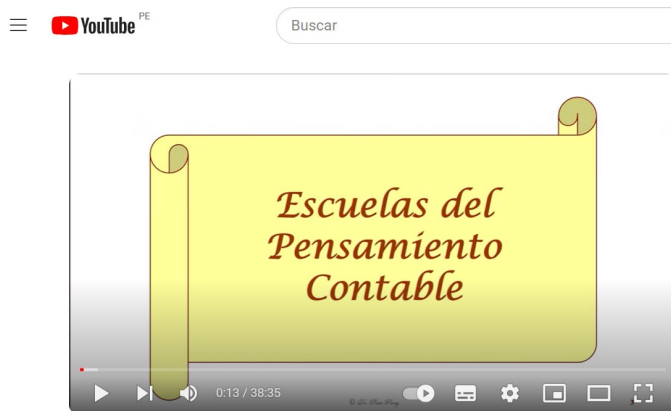 YouTube PE
Buscar
Escuelas del
Pensamiento
Contable
0:13 / 38:35